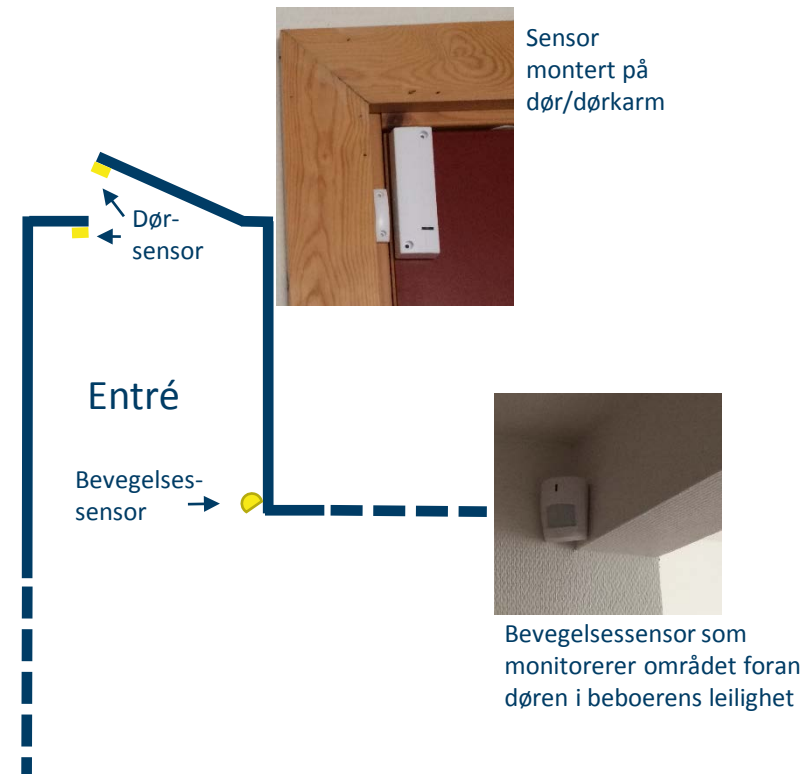 Sensor
montert på
dør/dørkarm
Dør-
sensor
Entré
Bevegelses-
sensor
Bevegelsessensor som
monitorerer området foran
døren i beboerens leilighet